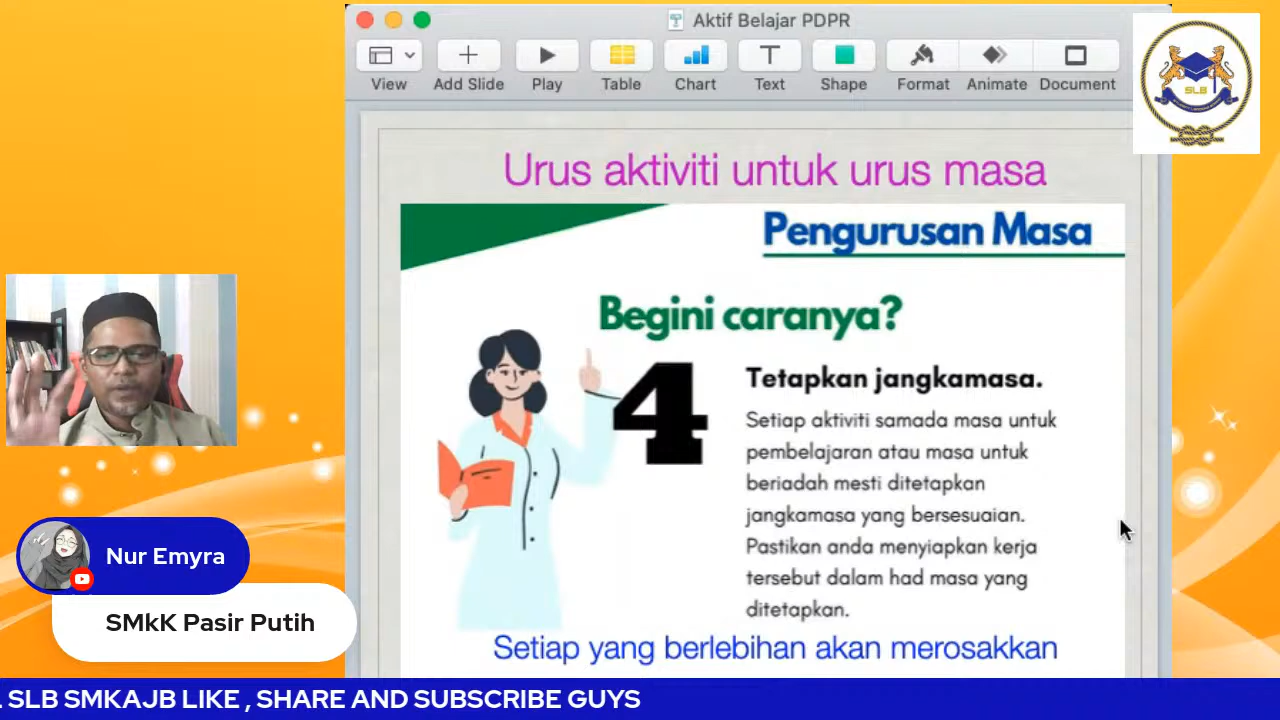 Aktif Belajar PDPR
View
Add Slide
Play
Table
Chart
Text
Shape
Format
Animate
Document
SLB
Urus aktiviti untuk urus masa
Pengurusan Masa
Begini caranya?
4
Tetapkan jangkamasa.
Setiap aktiviti samada masa untuk
pembelajaran atau masa untuk
beriadah mesti ditetapkan
jangkamasa yang bersesuaian.
Pastikan anda menyiapkan kerja
tersebut dalam had masa yang
ditetapkan.
Setiap yang berlebihan akan merosakkan
Nur Emyra
SMkK Pasir Putih
. SLB SMKAJB LIKE , SHARE AND SUBSCRIBE GUYS